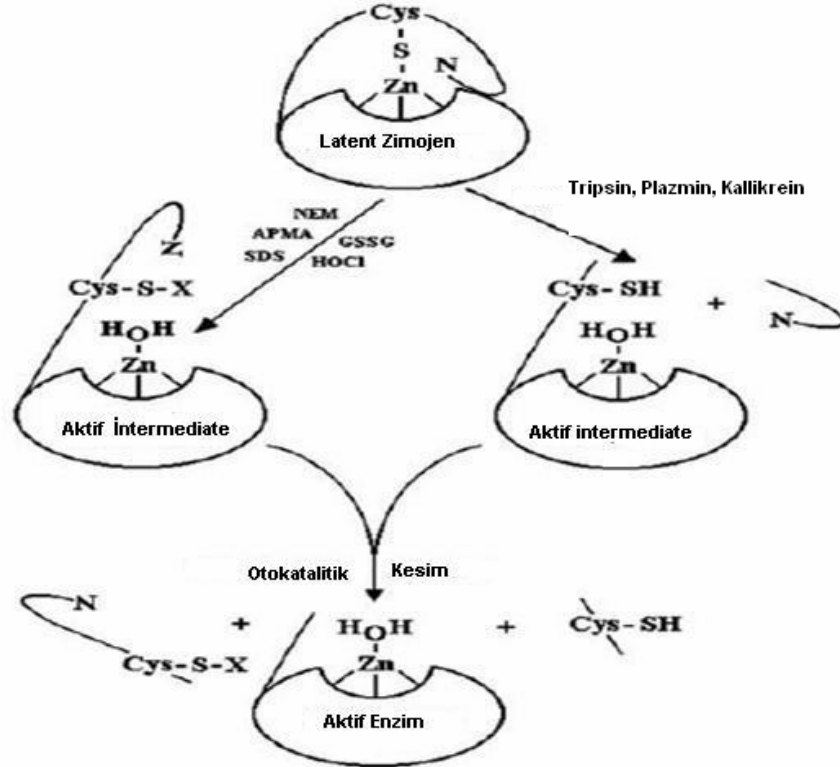 Cys
S
N
Zn
Latent Zimojen
Tripsin, Plazmin, Kallikrein
NEM
APMA
GSSG
SDS
HOCl
N
Cys-S-X
HOH
Zn
Aktif İntermediate
Cys-SH
+
N
HOH
Zn
Aktif intermediate
Otokatalitik Kesim
N
+
Cys-S-X
HOH
Zn
Aktif Enzim
+
Cys-SH